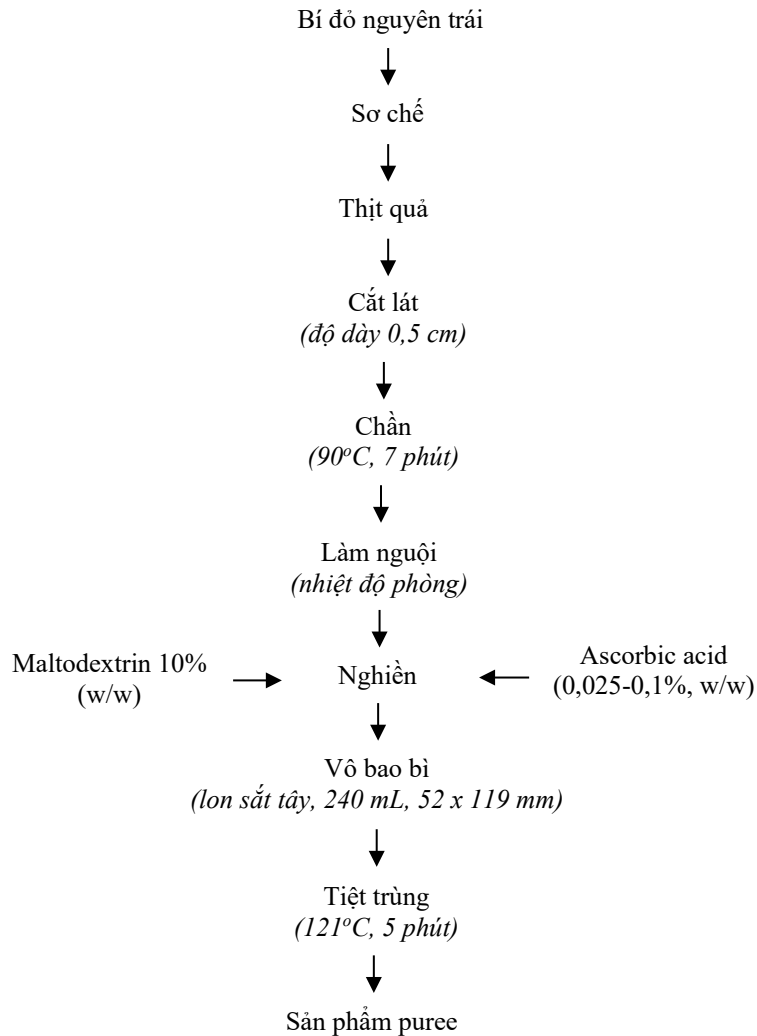 Bí đỏ nguyên trái
Sơ chế
Thịt quả
Cắt lát
(độ dày 0,5 cm)
Chần
(90°C, 7 phút)
Làm nguội
(nhiệt độ phòng)
Maltodextrin 10%
(w/w)
Nghiền
Ascorbic acid
(0,025-0,1%, w/w)
Vô bao bì
(lon sắt tây, 240 mL, 52 x 119 mm)
Tiệt trùng
(121°C, 5 phút)
Sản phẩm puree